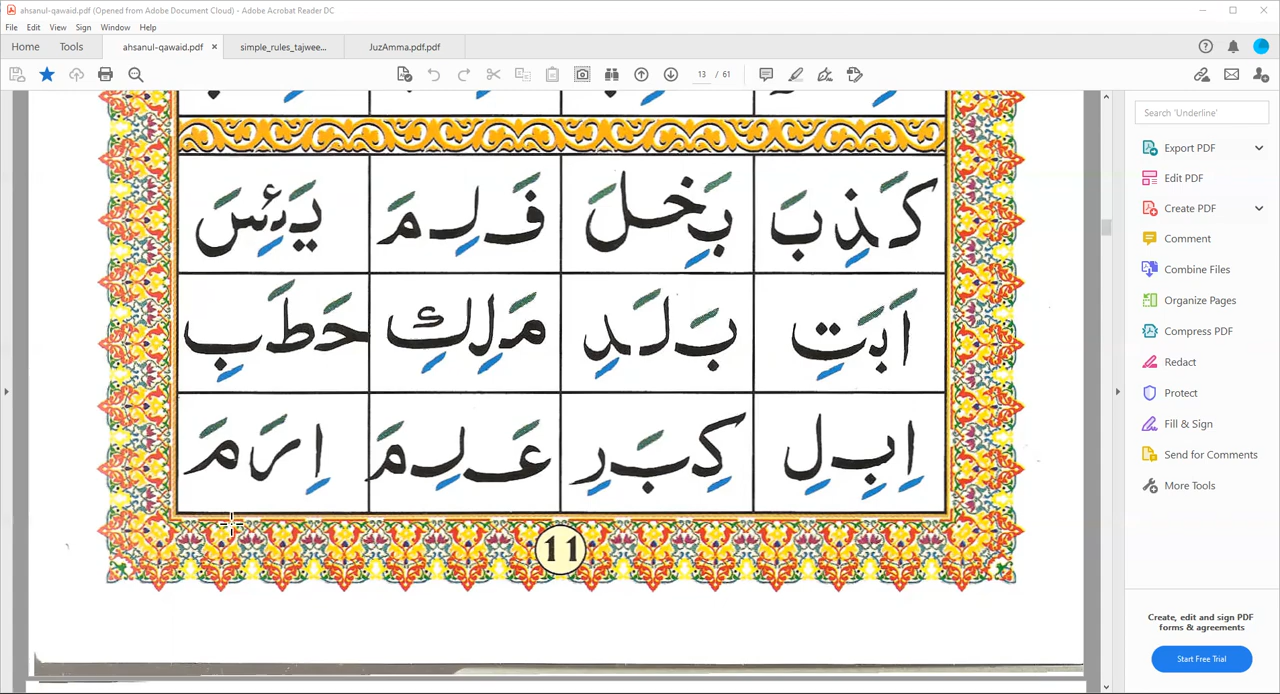 ahsanul-qawaid.pdf (Opened from Adobe Document Cloud) - Adobe Acrobat Reader DC
File Edit View Sign Window Help
Home Tools ahsanul-qawaid.pdf × simple_rules_tajwee... JuzAmma.pdf.pdf
13 / 61
كَذِبَ بَخِلَ فَلِمَ يَئِسَ
اَبَتِ بَلَدِ مَلِكِ حَطَبِ
اِبِلِ كِبَرِ عَلِمَ اِرَمَ
11
Search 'Underline'
Export PDF
Edit PDF
Create PDF
Comment
Combine Files
Organize Pages
Compress PDF
Redact
Protect
Fill & Sign
Send for Comments
More Tools
Create, edit and sign PDF
forms & agreements
Start Free Trial